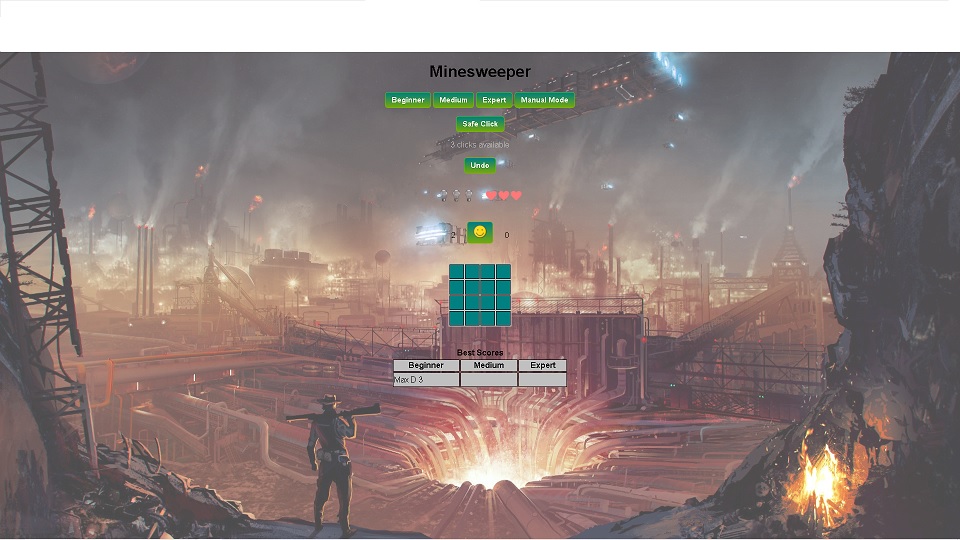 Minesweeper
Beginner Medium Expert Manual Mode
Safe Click
3 clicks available
Undo
2 0
Best Scores
Beginner Medium Expert
Max D 3